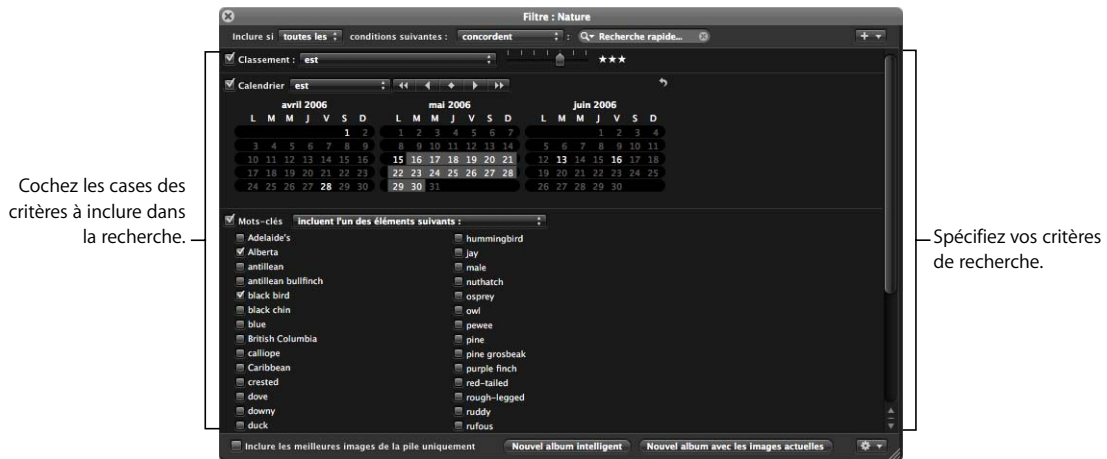 Filtre : Nature
Inclure si toutes les conditions suivantes : concordent : Recherche rapide...
Classement : est ★★★
Calendrier est
avril 2006 mai 2006 juin 2006
L M M J V S D L M M J V S D L M M J V S D
1 2 1 2 3 4 5 6 7 1 2 3 4
3 4 5 6 7 8 9 8 9 10 11 12 13 14 5 6 7 8 9 10 11
10 11 12 13 14 15 16 15 16 17 18 19 20 21 12 13 14 15 16 17 18
17 18 19 20 21 22 23 22 23 24 25 26 27 28 19 20 21 22 23 24 25
24 25 26 27 28 29 30 29 30 31 26 27 28 29 30
Cochez les cases des
critères à inclure dans
la recherche.
Mots-clés incluent l'un des éléments suivants :
Adelaide's hummingbird
Alberta jay
antillean male
antillean bullfinch nuthatch
black bird osprey
black chin owl
blue pewee
British Columbia pine
calliope pine grosbeak
Caribbean purple finch
crested red-tailed
dove rough-legged
downy ruddy
duck rufous
Spécifiez vos critères
de recherche.
Inclure les meilleures images de la pile uniquement Nouvel album intelligent Nouvel album avec les images actuelles